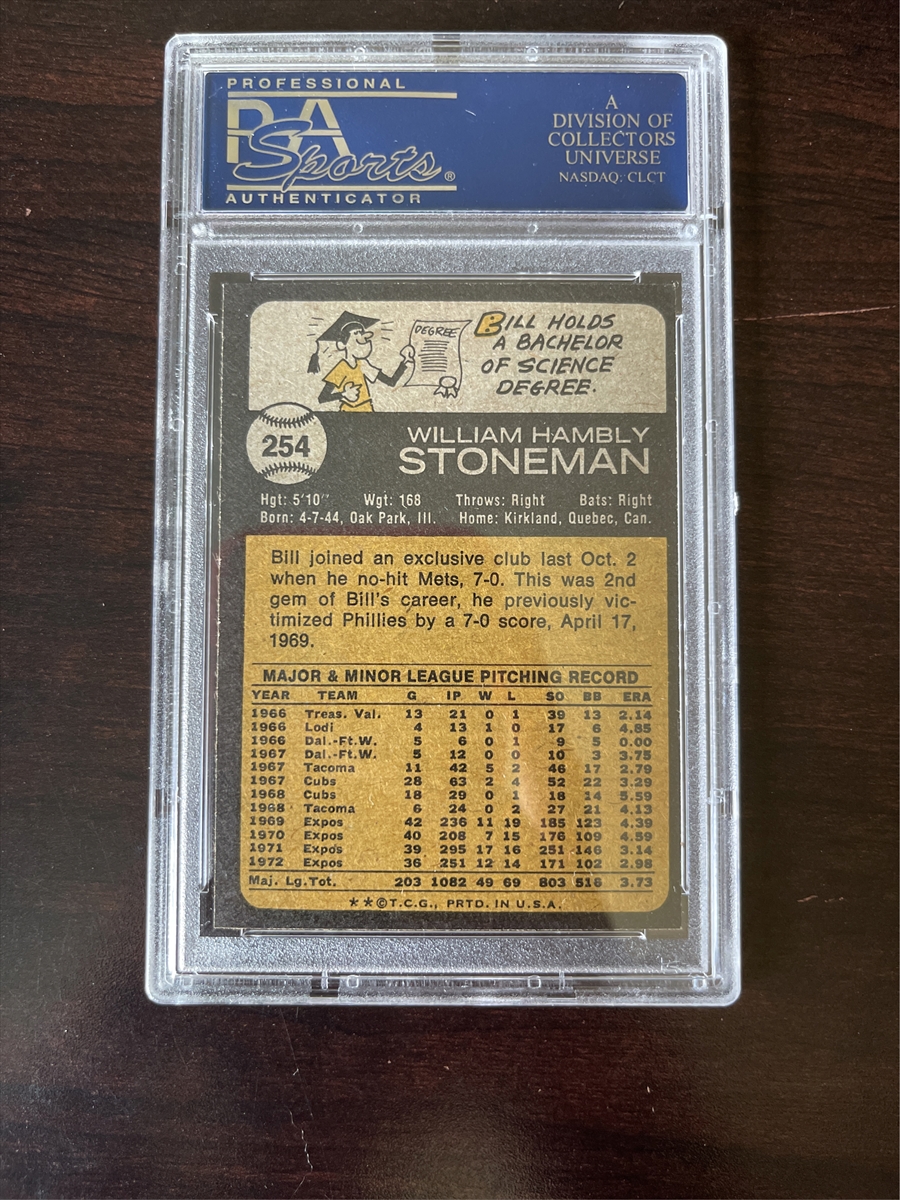 PROFESSIONAL
PSA
Sports®
AUTHENTICATOR
A
DIVISION OF
COLLECTORS
UNIVERSE
NASDAQ: CLCT
DEGREE
BILL HOLDS
A BACHELOR
OF SCIENCE
DEGREE.
254
WILLIAM HAMBLY
STONEMAN
Hgt: 5'10" Wgt: 168 Throws: Right Bats: Right
Born: 4-7-44, Oak Park, Ill. Home: Kirkland, Quebec, Can.
Bill joined an exclusive club last Oct. 2
when he no-hit Mets, 7-0. This was 2nd
gem of Bill's career, he previously vic-
timized Phillies by a 7-0 score, April 17,
1969.
MAJOR & MINOR LEAGUE PITCHING RECORD
YEAR TEAM G IP W L SO BB ERA
1966 Treas. Val. 13 21 0 1 39 13 2.14
1966 Lodi 4 13 1 0 17 6 4.85
1966 Dal.-Ft.W. 5 6 0 1 9 5 0.00
1967 Dal.-Ft.W. 5 12 0 0 10 3 3.75
1967 Tacoma 11 42 5 2 46 17 2.79
1967 Cubs 28 63 2 4 52 22 3.29
1968 Cubs 18 29 0 1 18 14 5.59
1968 Tacoma 6 24 0 2 27 21 4.13
1969 Expos 42 236 11 19 185 123 4.39
1970 Expos 40 208 7 15 176 109 4.59
1971 Expos 39 295 17 16 251 146 3.14
1972 Expos 36 251 12 14 171 102 2.98
Maj. Lg. Tot. 203 1082 49 69 803 516 3.73
**©T.C.G., PRTD. IN U.S.A.